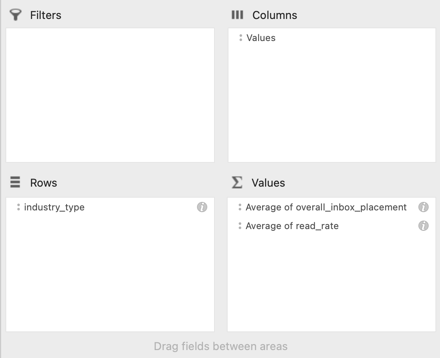 Filters
Columns
Values
Rows
Values
industry_type
Average of overall_inbox_placement
Average of read_rate
Drag fields between areas